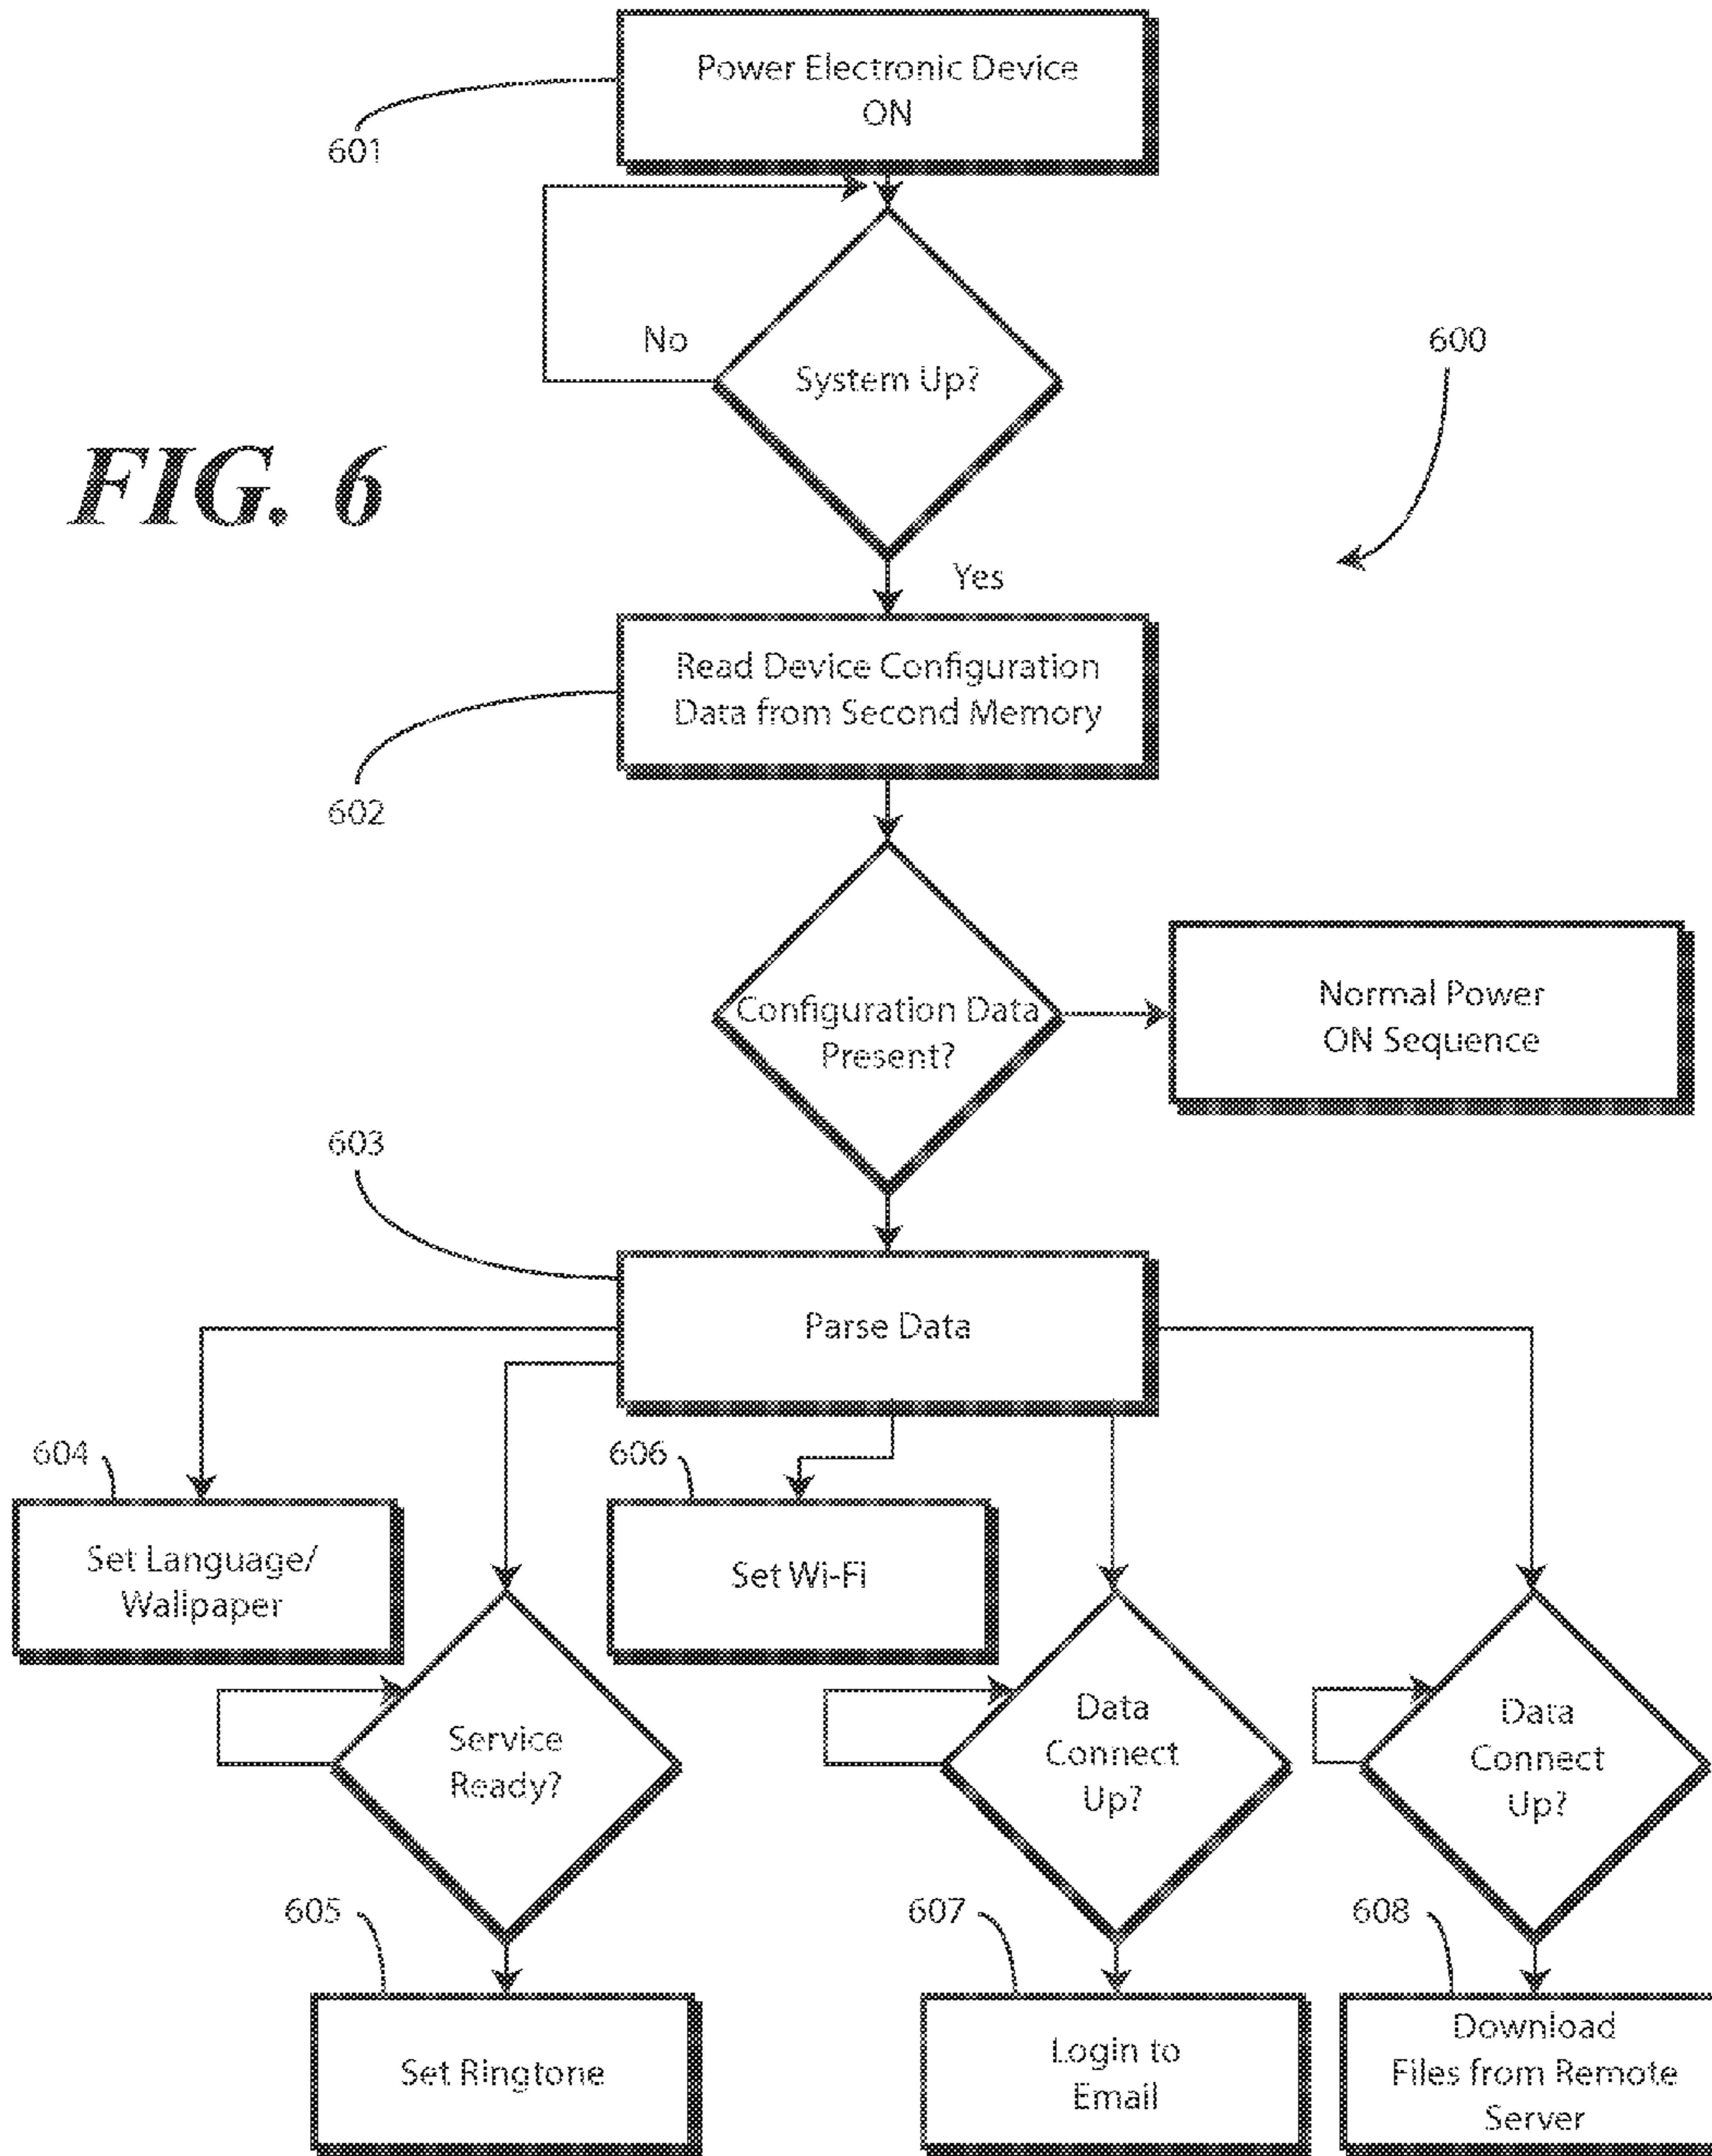 Power Electronic Device
ON
601
No
System Up?
600
FIG. 6
Yes
Read Device Configuration
Data from Second Memory
602
Configuration Data
Present?
Normal Power
ON Sequence
603
Parse Data
604
606
Set Language/
Wallpaper
Set Wi-Fi
Service
Ready?
Data
Connect
Up?
Data
Connect
Up?
605
607
608
Set Ringtone
Login to
Email
Download
Files from Remote
Server